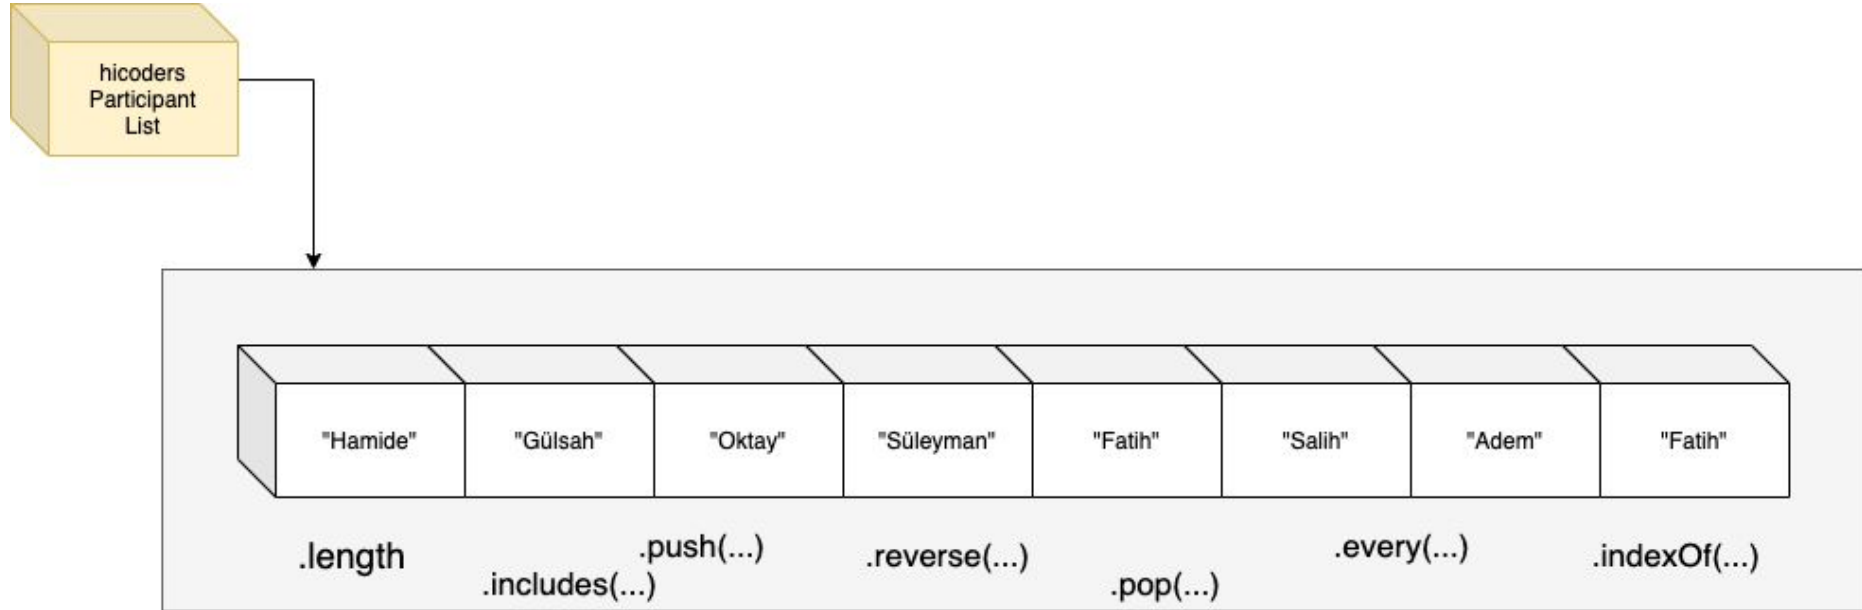 hicoders
Participant
List
"Hamide" "Gülsah" "Oktay" "Süleyman" "Fatih" "Salih" "Adem" "Fatih"
.length .includes(...) .push(...) .reverse(...) .pop(...) .every(...) .indexOf(...)